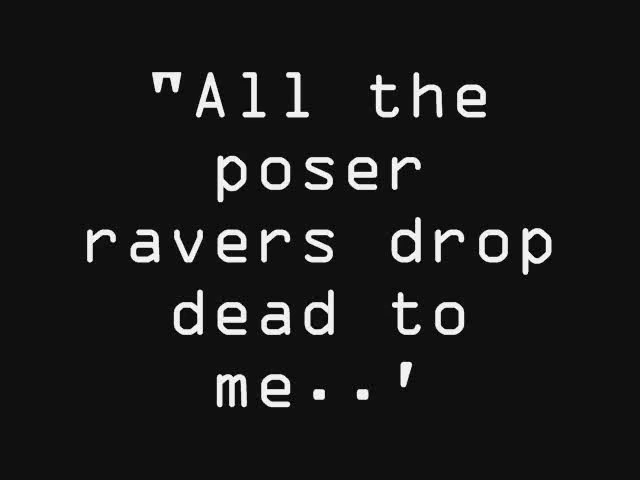 "All the
poser
ravers drop
dead to
me..'